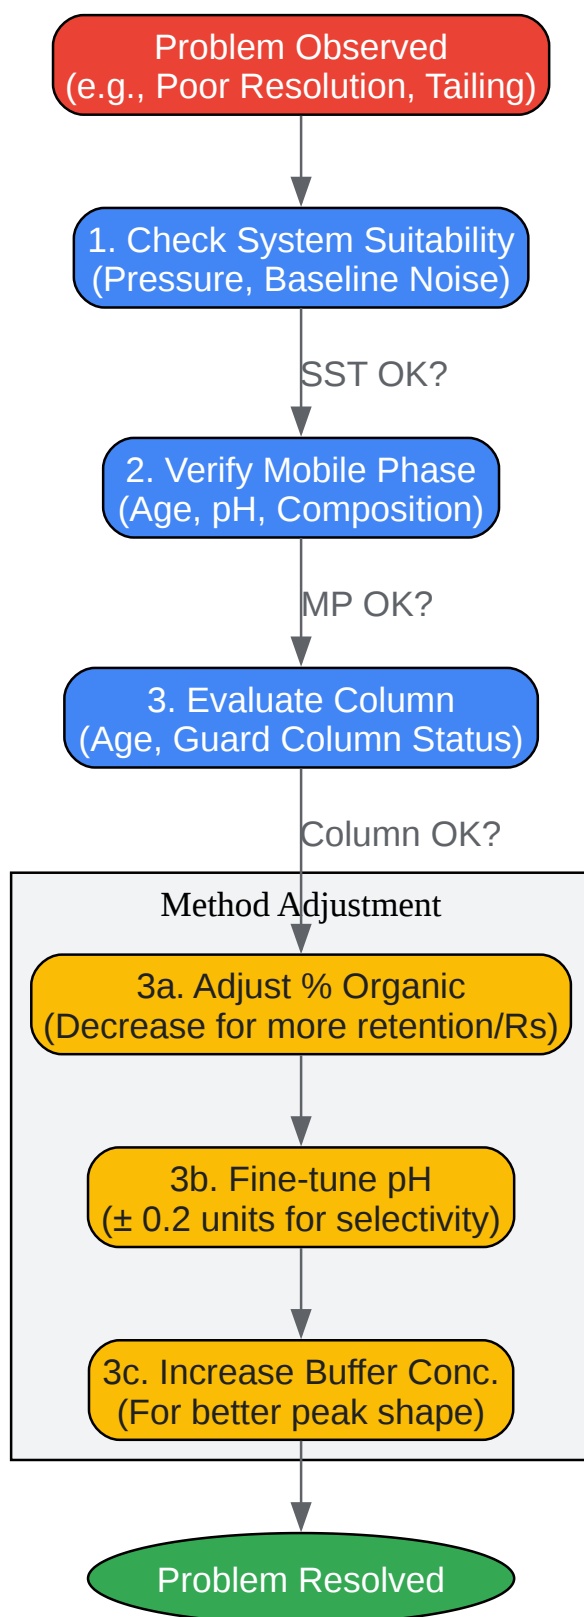 Problem Observed
(e.g., Poor Resolution, Tailing)
1. Check System Suitability
(Pressure, Baseline Noise)
SST OK?
2. Verify Mobile Phase
(Age, pH, Composition)
MP OK?
3. Evaluate Column
(Age, Guard Column Status)
Column OK?
Method Adjustment
3a. Adjust % Organic
(Decrease for more retention/Rs)
3b. Fine-tune pH
(± 0.2 units for selectivity)
3c. Increase Buffer Conc.
(For better peak shape)
Problem Resolved